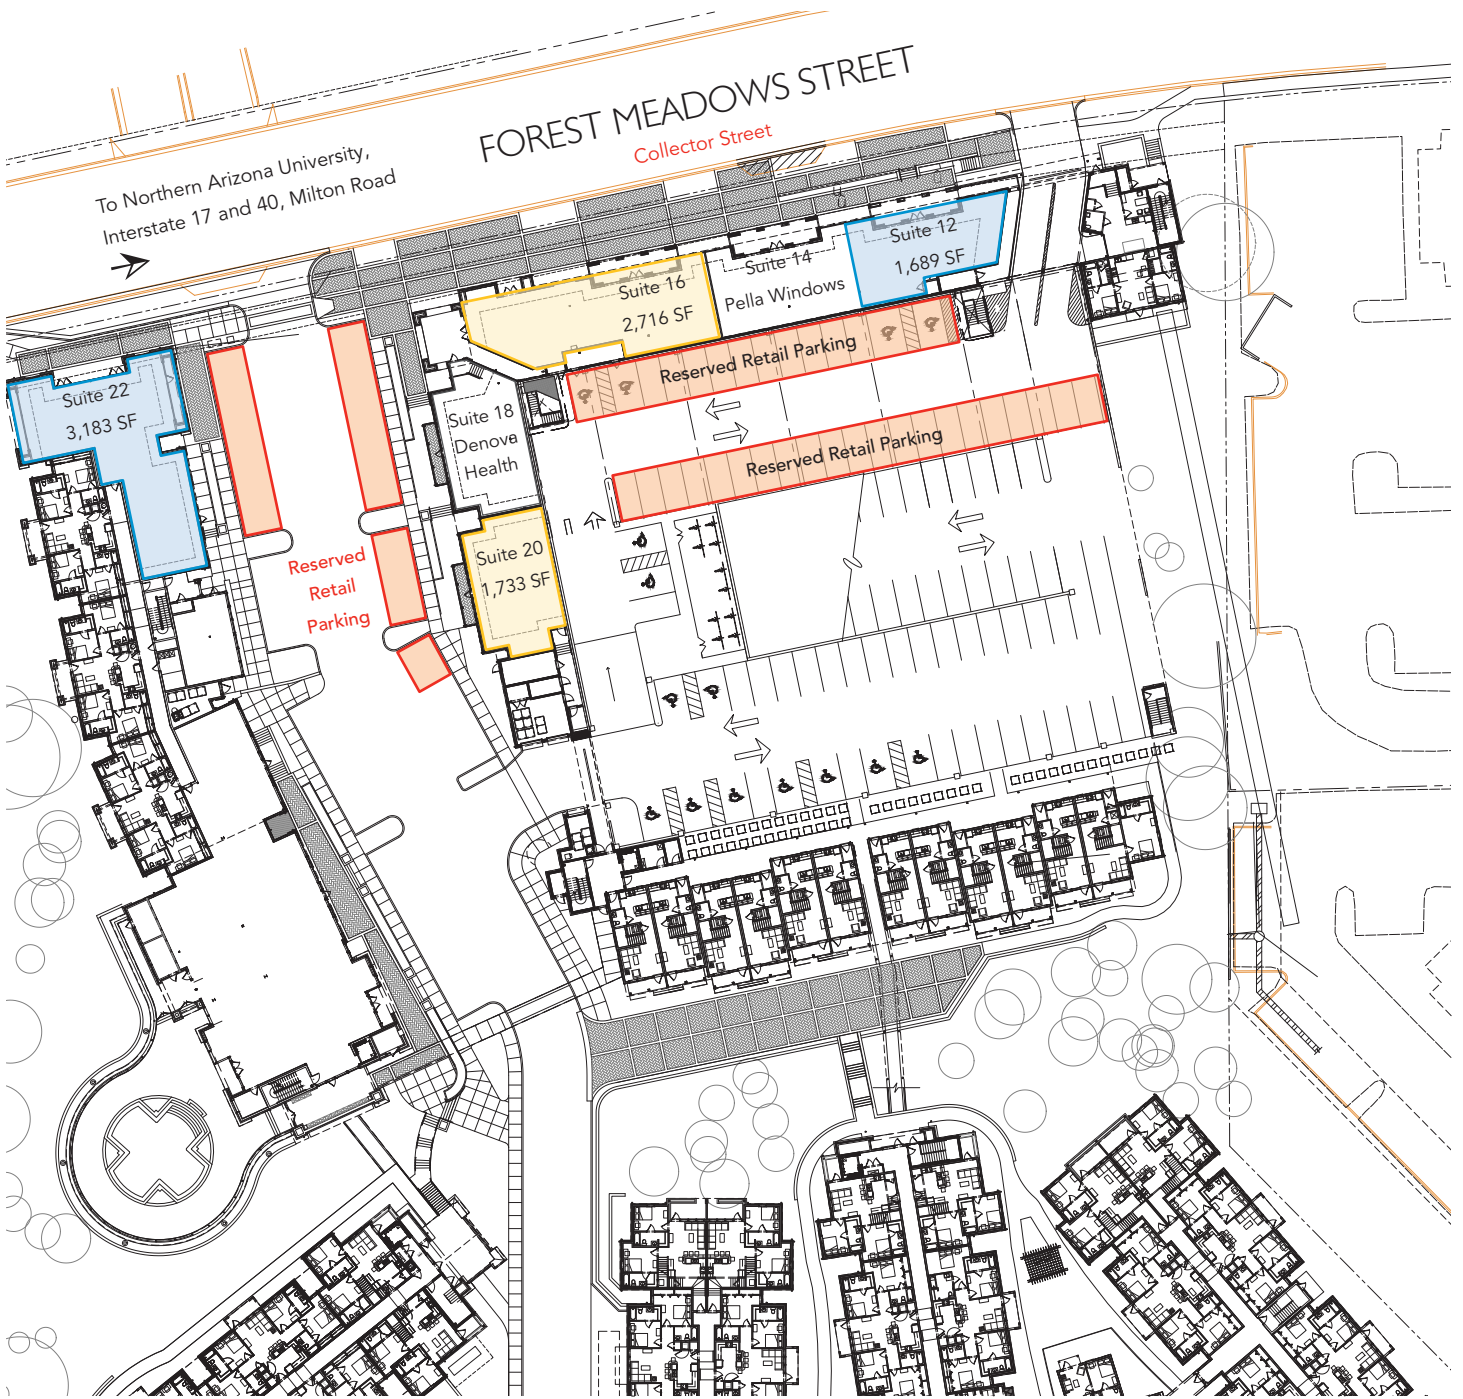 FOREST MEADOWS STREET
Collector Street
To Northern Arizona University,
Interstate 17 and 40, Milton Road
Suite 12
1,689 SF
Suite 14
Pella Windows
Suite 16
2,716 SF
Reserved Retail Parking
Suite 22
3,183 SF
Suite 18
Denova
Health
Reserved Retail Parking
Suite 20
1,733 SF
Reserved
Retail
Parking